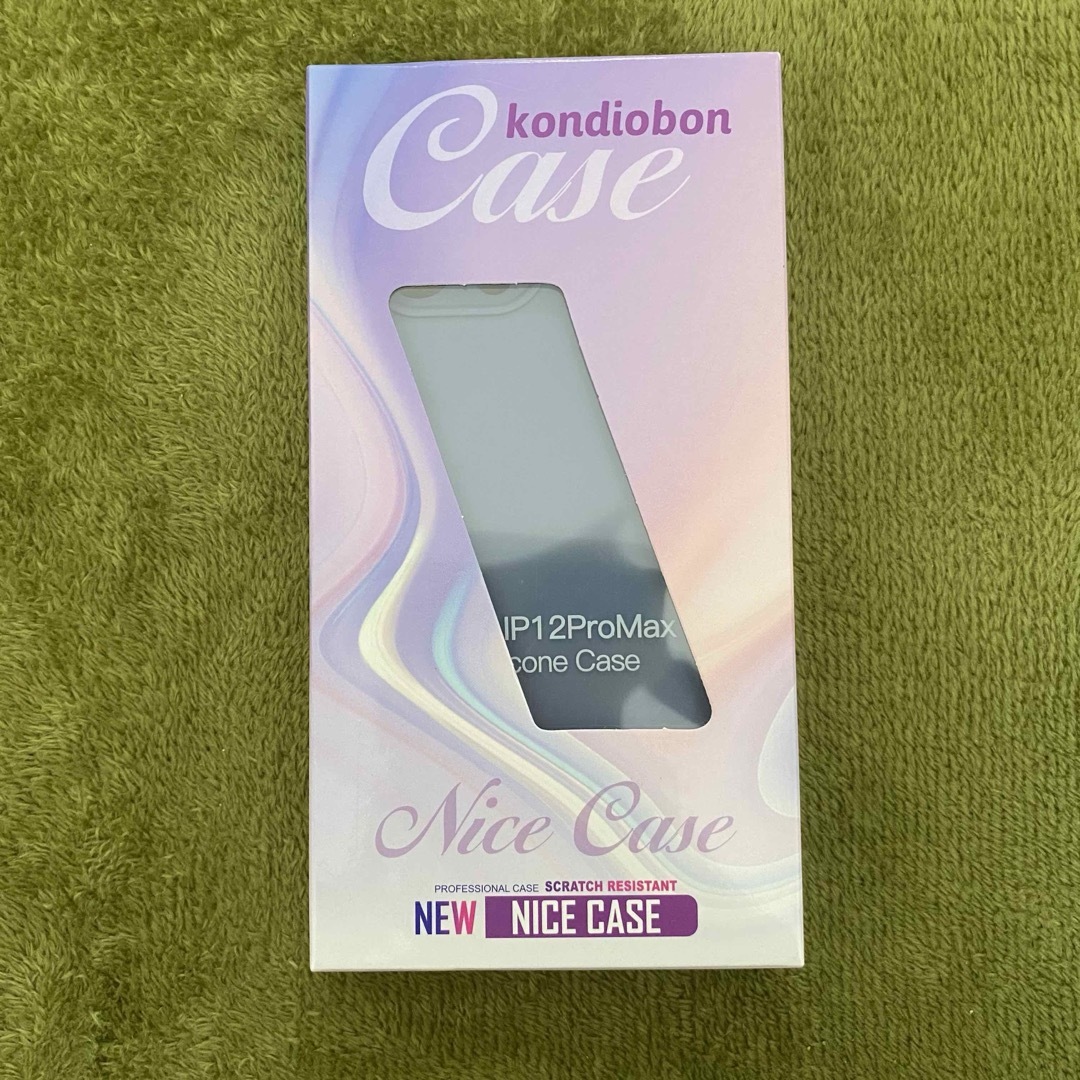 kondiobon
Case
IP12ProMax
cone Case
Nice Case
PROFESSIONAL CASE SCRATCH RESISTANT
NEW NICE CASE